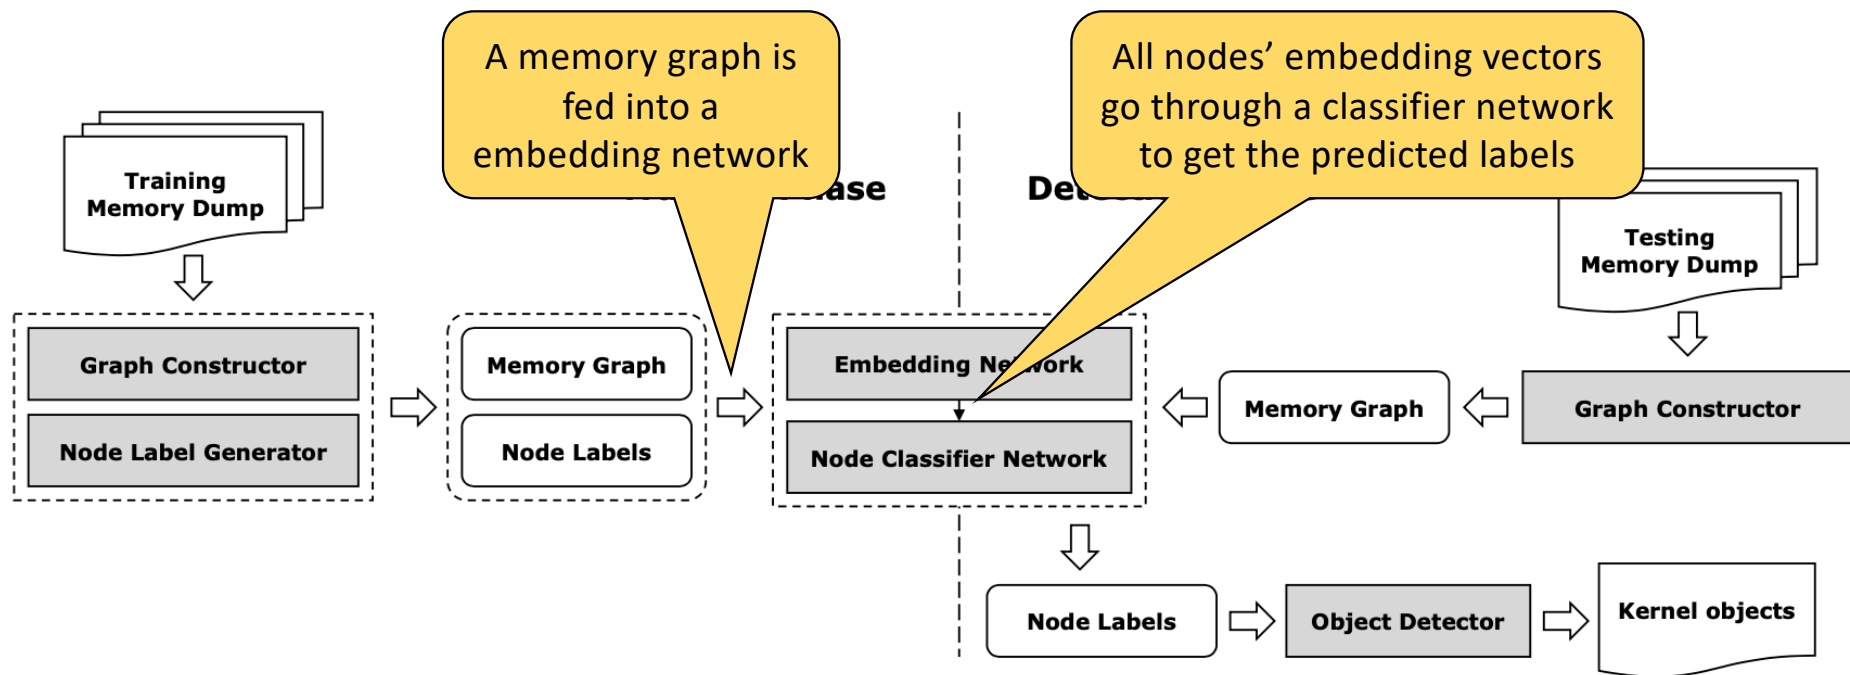 A memory graph is
fed into a
embedding network
All nodes’ embedding vectors
go through a classifier network
to get the predicted labels
Training
Memory Dump
Testing
Memory Dump
Graph Constructor
Node Label Generator
Memory Graph
Node Labels
Embedding Network
Node Classifier Network
Memory Graph
Graph Constructor
Node Labels
Object Detector
Kernel objects